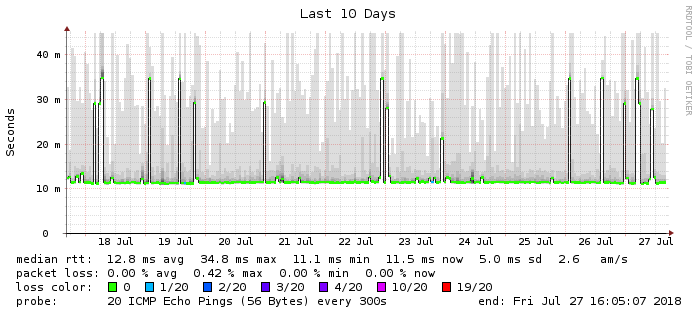 Last 10 Days
RRDTOOL / TOBI OETIKER
Seconds
40 m
30 m
20 m
10 m
0
18 Jul 19 Jul 20 Jul 21 Jul 22 Jul 23 Jul 24 Jul 25 Jul 26 Jul 27 Jul
median rtt: 12.8 ms avg 34.8 ms max 11.1 ms min 11.5 ms now 5.0 ms sd 2.6 am/s
packet loss: 0.00 % avg 0.42 % max 0.00 % min 0.00 % now
loss color: 0 1/20 2/20 3/20 4/20 10/20 19/20
probe: 20 ICMP Echo Pings (56 Bytes) every 300s end: Fri Jul 27 16:05:07 2018